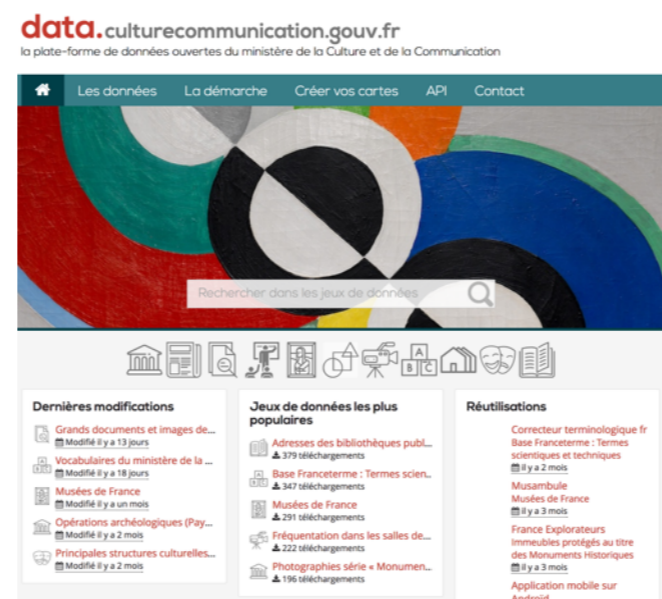 data.culturecommunication.gouv.fr
la plate-forme de données ouvertes du ministère de la Culture et de la Communication
Les données La démarche Créer vos cartes API Contact
Rechercher dans les jeux de données
A
B C
Dernières modifications
Grands documents et images de...
Modifié il y a 13 jours
Vocabulaires du ministère de la ...
Modifié il y a 18 jours
Musées de France
Modifié il y a un mois
Opérations archéologiques (Pay...
Modifié il y a 2 mois
Principales structures culturelles...
Modifié il y a 2 mois
Jeux de données les plus
populaires
Adresses des bibliothèques publ...
379 téléchargements
Base Franceterme : Termes scien...
347 téléchargements
Musées de France
291 téléchargements
Fréquentation dans les salles de...
222 téléchargements
Photographies série « Monumen...
196 téléchargements
Réutilisations
Correcteur terminologique fr
Base Franceterme : Termes
scientiques et techniques
il y a 2 mois
Musambule
Musées de France
il y a 3 mois
France Explorateurs
Immeubles protégés au titre
des Monuments Historiques
il y a 3 mois
Application mobile sur
Android